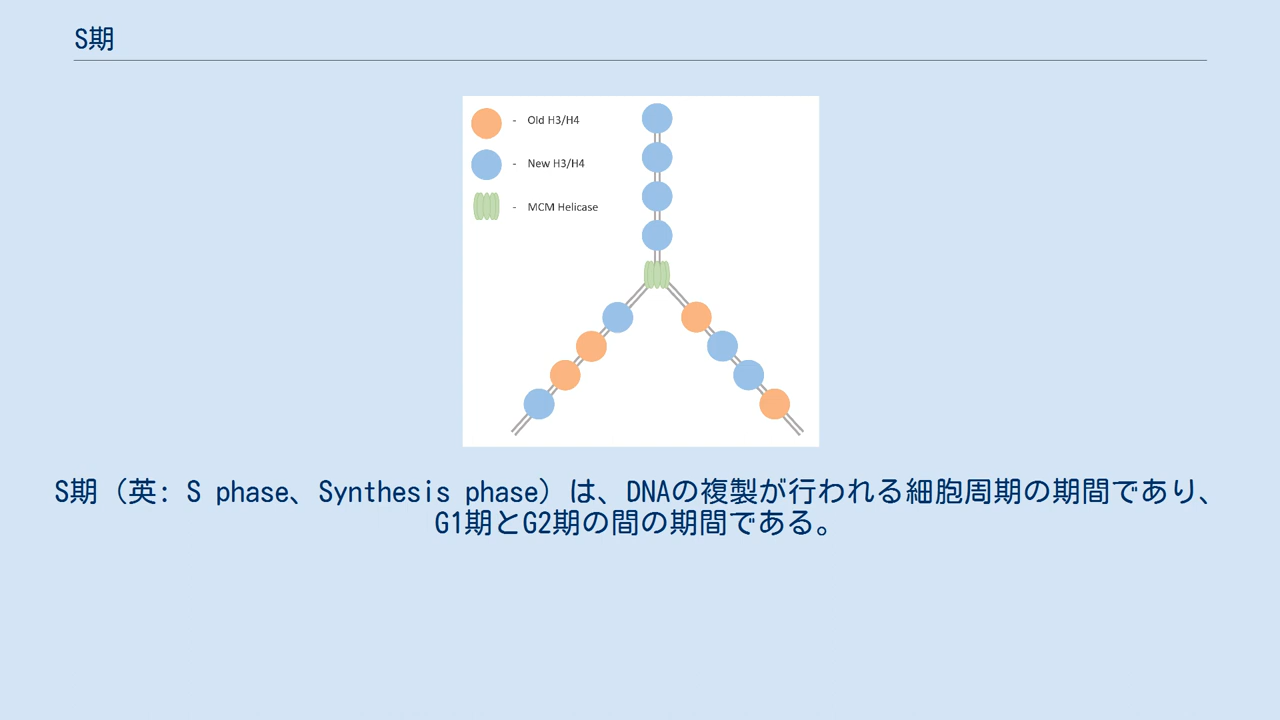 S期
- Old H3/H4
- New H3/H4
- MCM Helicase
S期（英: S phase、Synthesis phase）は、DNAの複製が行われる細胞周期の期間であり、
G1期とG2期の間の期間である。